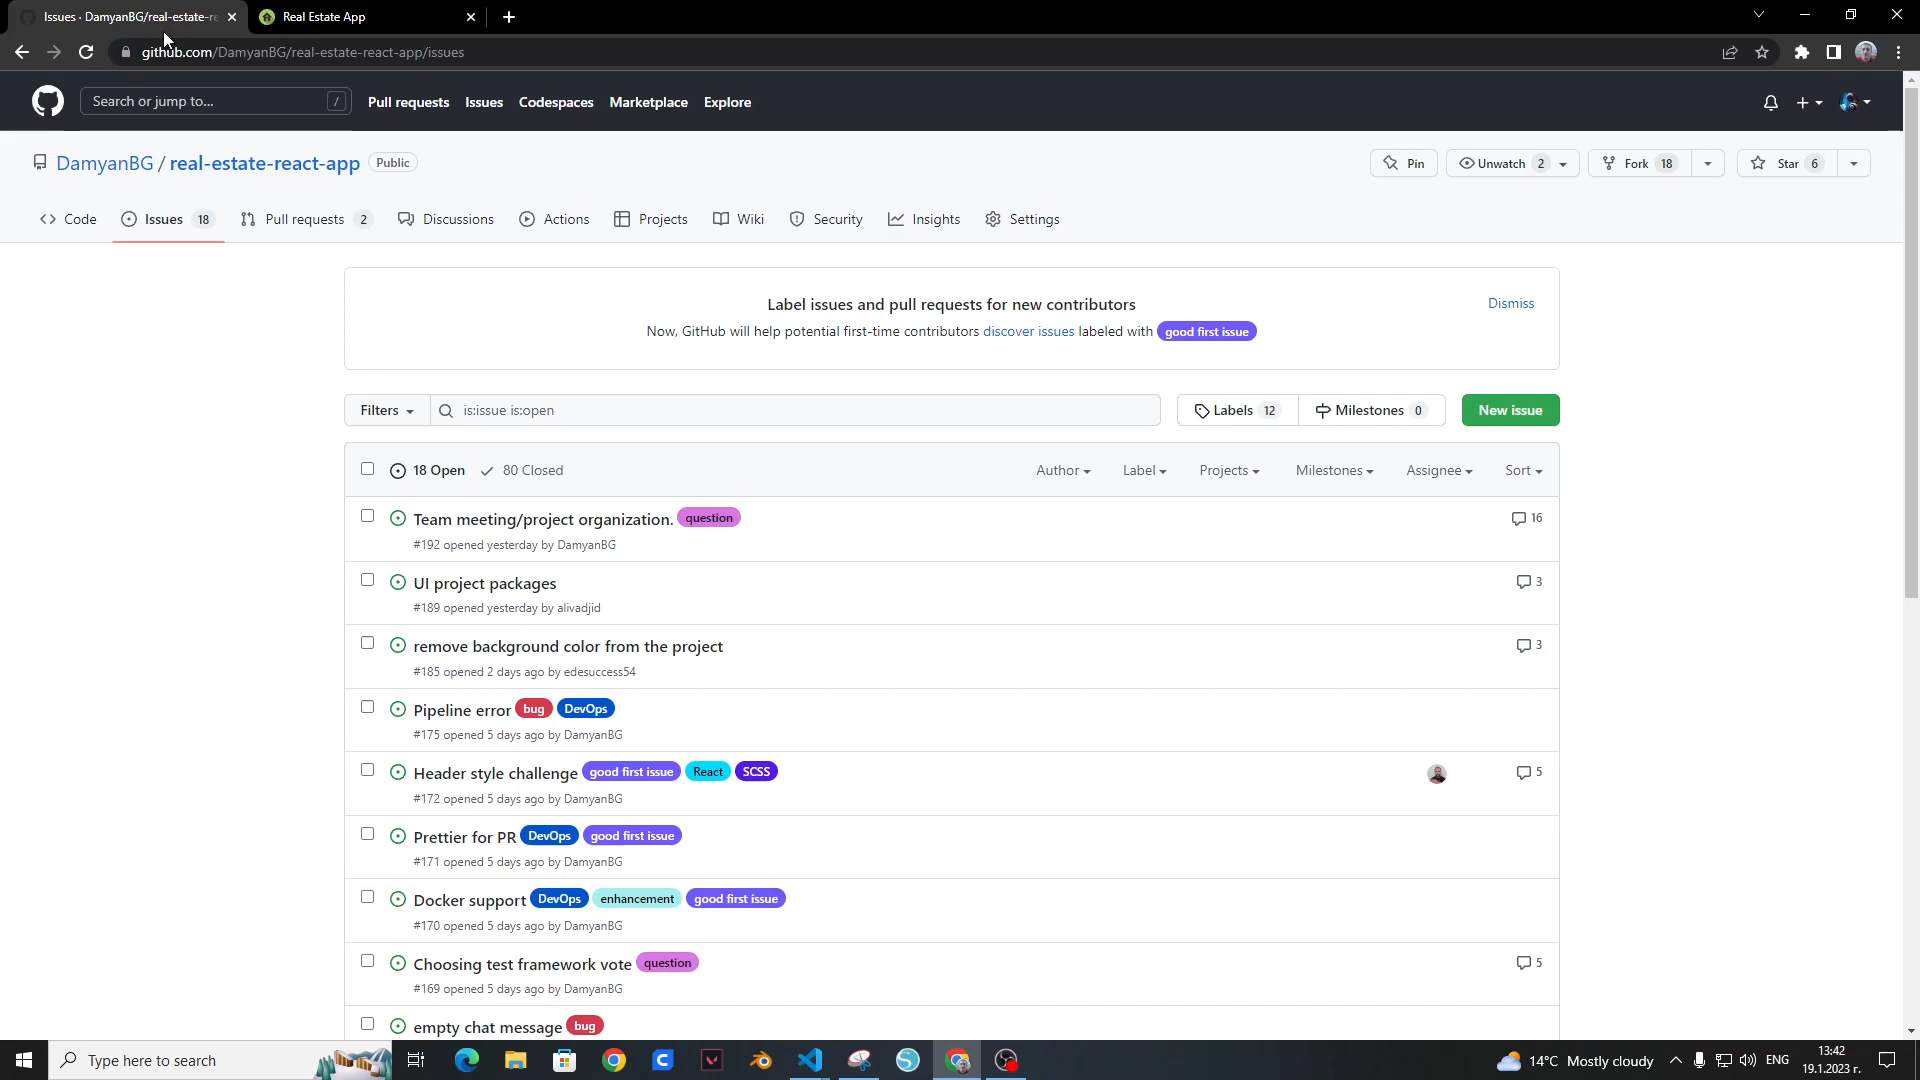 Issues · DamyanBG/real-estate-re
Real Estate App
github.com/DamyanBG/real-estate-react-app/issues
Search or jump to...
/
Pull requests
Issues
Codespaces
Marketplace
Explore
DamyanBG / real-estate-react-app
Public
Pin
Unwatch 2
Fork 18
Star 6
Code
Issues 18
Pull requests 2
Discussions
Actions
Projects
Wiki
Security
Insights
Settings
Label issues and pull requests for new contributors
Dismiss
Now, GitHub will help potential first-time contributors discover issues labeled with good first issue
Filters
is:issue is:open
Labels 12
Milestones 0
New issue
18 Open
80 Closed
Author
Label
Projects
Milestones
Assignee
Sort
Team meeting/project organization. question
16
#192 opened yesterday by DamyanBG
UI project packages
3
#189 opened yesterday by alivadjid
remove background color from the project
3
#185 opened 2 days ago by edesuccess54
Pipeline error bug DevOps
#175 opened 5 days ago by DamyanBG
Header style challenge good first issue React SCSS
5
#172 opened 5 days ago by DamyanBG
Prettier for PR DevOps good first issue
#171 opened 5 days ago by DamyanBG
Docker support DevOps enhancement good first issue
#170 opened 5 days ago by DamyanBG
Choosing test framework vote question
5
#169 opened 5 days ago by DamyanBG
empty chat message bug
Type here to search
14°C Mostly cloudy
ENG
13:42
19.1.2023 г.